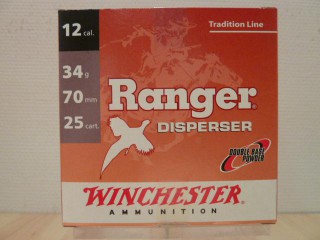 Tradition Line
12 cal.
34 g
70 mm
25 cart.
Ranger®
DISPERSER
DOUBLE BASE
POWDER
WINCHESTER
AMMUNITION